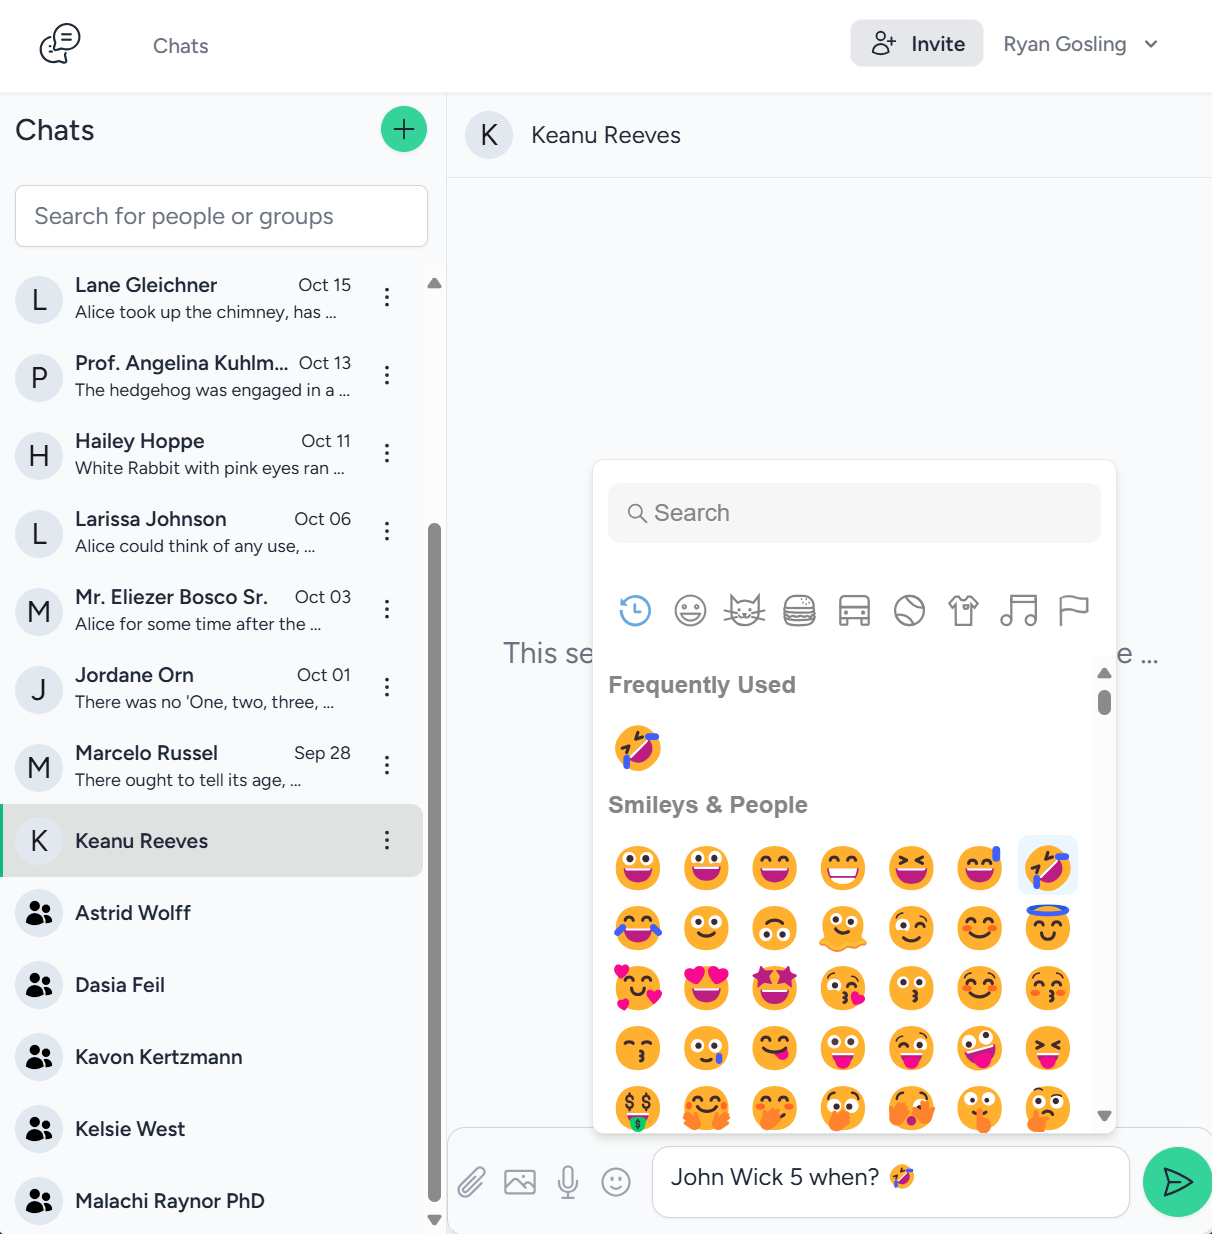 Chats
Invite
Ryan Gosling
Chats
Search for people or groups
Lane Gleichner Oct 15
Alice took up the chimney, has ...
Prof. Angelina Kuhlm... Oct 13
The hedgehog was engaged in a ...
Hailey Hoppe Oct 11
White Rabbit with pink eyes ran ...
Larissa Johnson Oct 06
Alice could think of any use, ...
Mr. Eliezer Bosco Sr. Oct 03
Alice for some time after the ...
Jordane Orn Oct 01
There was no 'One, two, three, ...
Marcelo Russel Sep 28
There ought to tell its age, ...
Keanu Reeves
Astrid Wolff
Dasia Feil
Kavon Kertzmann
Kelsie West
Malachi Raynor PhD
K Keanu Reeves
Search
This se
e ...
Frequently Used
Smileys & People
John Wick 5 when? 🤣